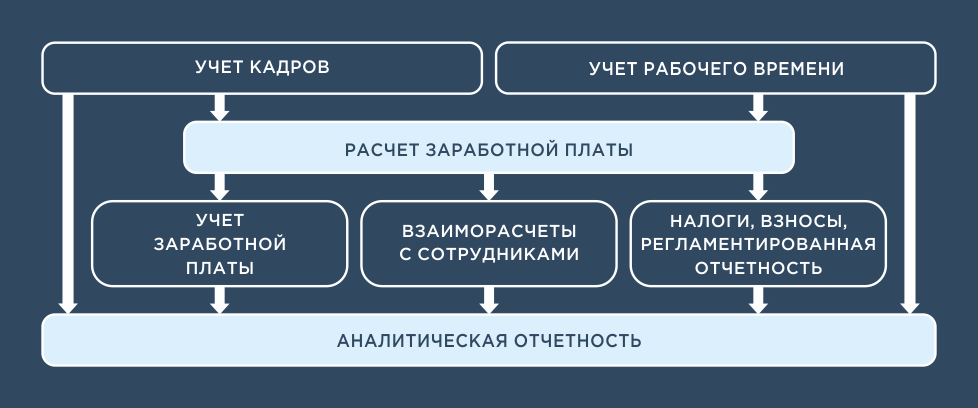 УЧЕТ КАДРОВ
УЧЕТ РАБОЧЕГО ВРЕМЕНИ
РАСЧЕТ ЗАРАБОТНОЙ ПЛАТЫ
УЧЕТ
ЗАРАБОТНОЙ
ПЛАТЫ
ВЗАИМОРАСЧЕТЫ
С СОТРУДНИКАМИ
НАЛОГИ, ВЗНОСЫ,
РЕГЛАМЕНТИРОВАННАЯ
ОТЧЕТНОСТЬ
АНАЛИТИЧЕСКАЯ ОТЧЕТНОСТЬ